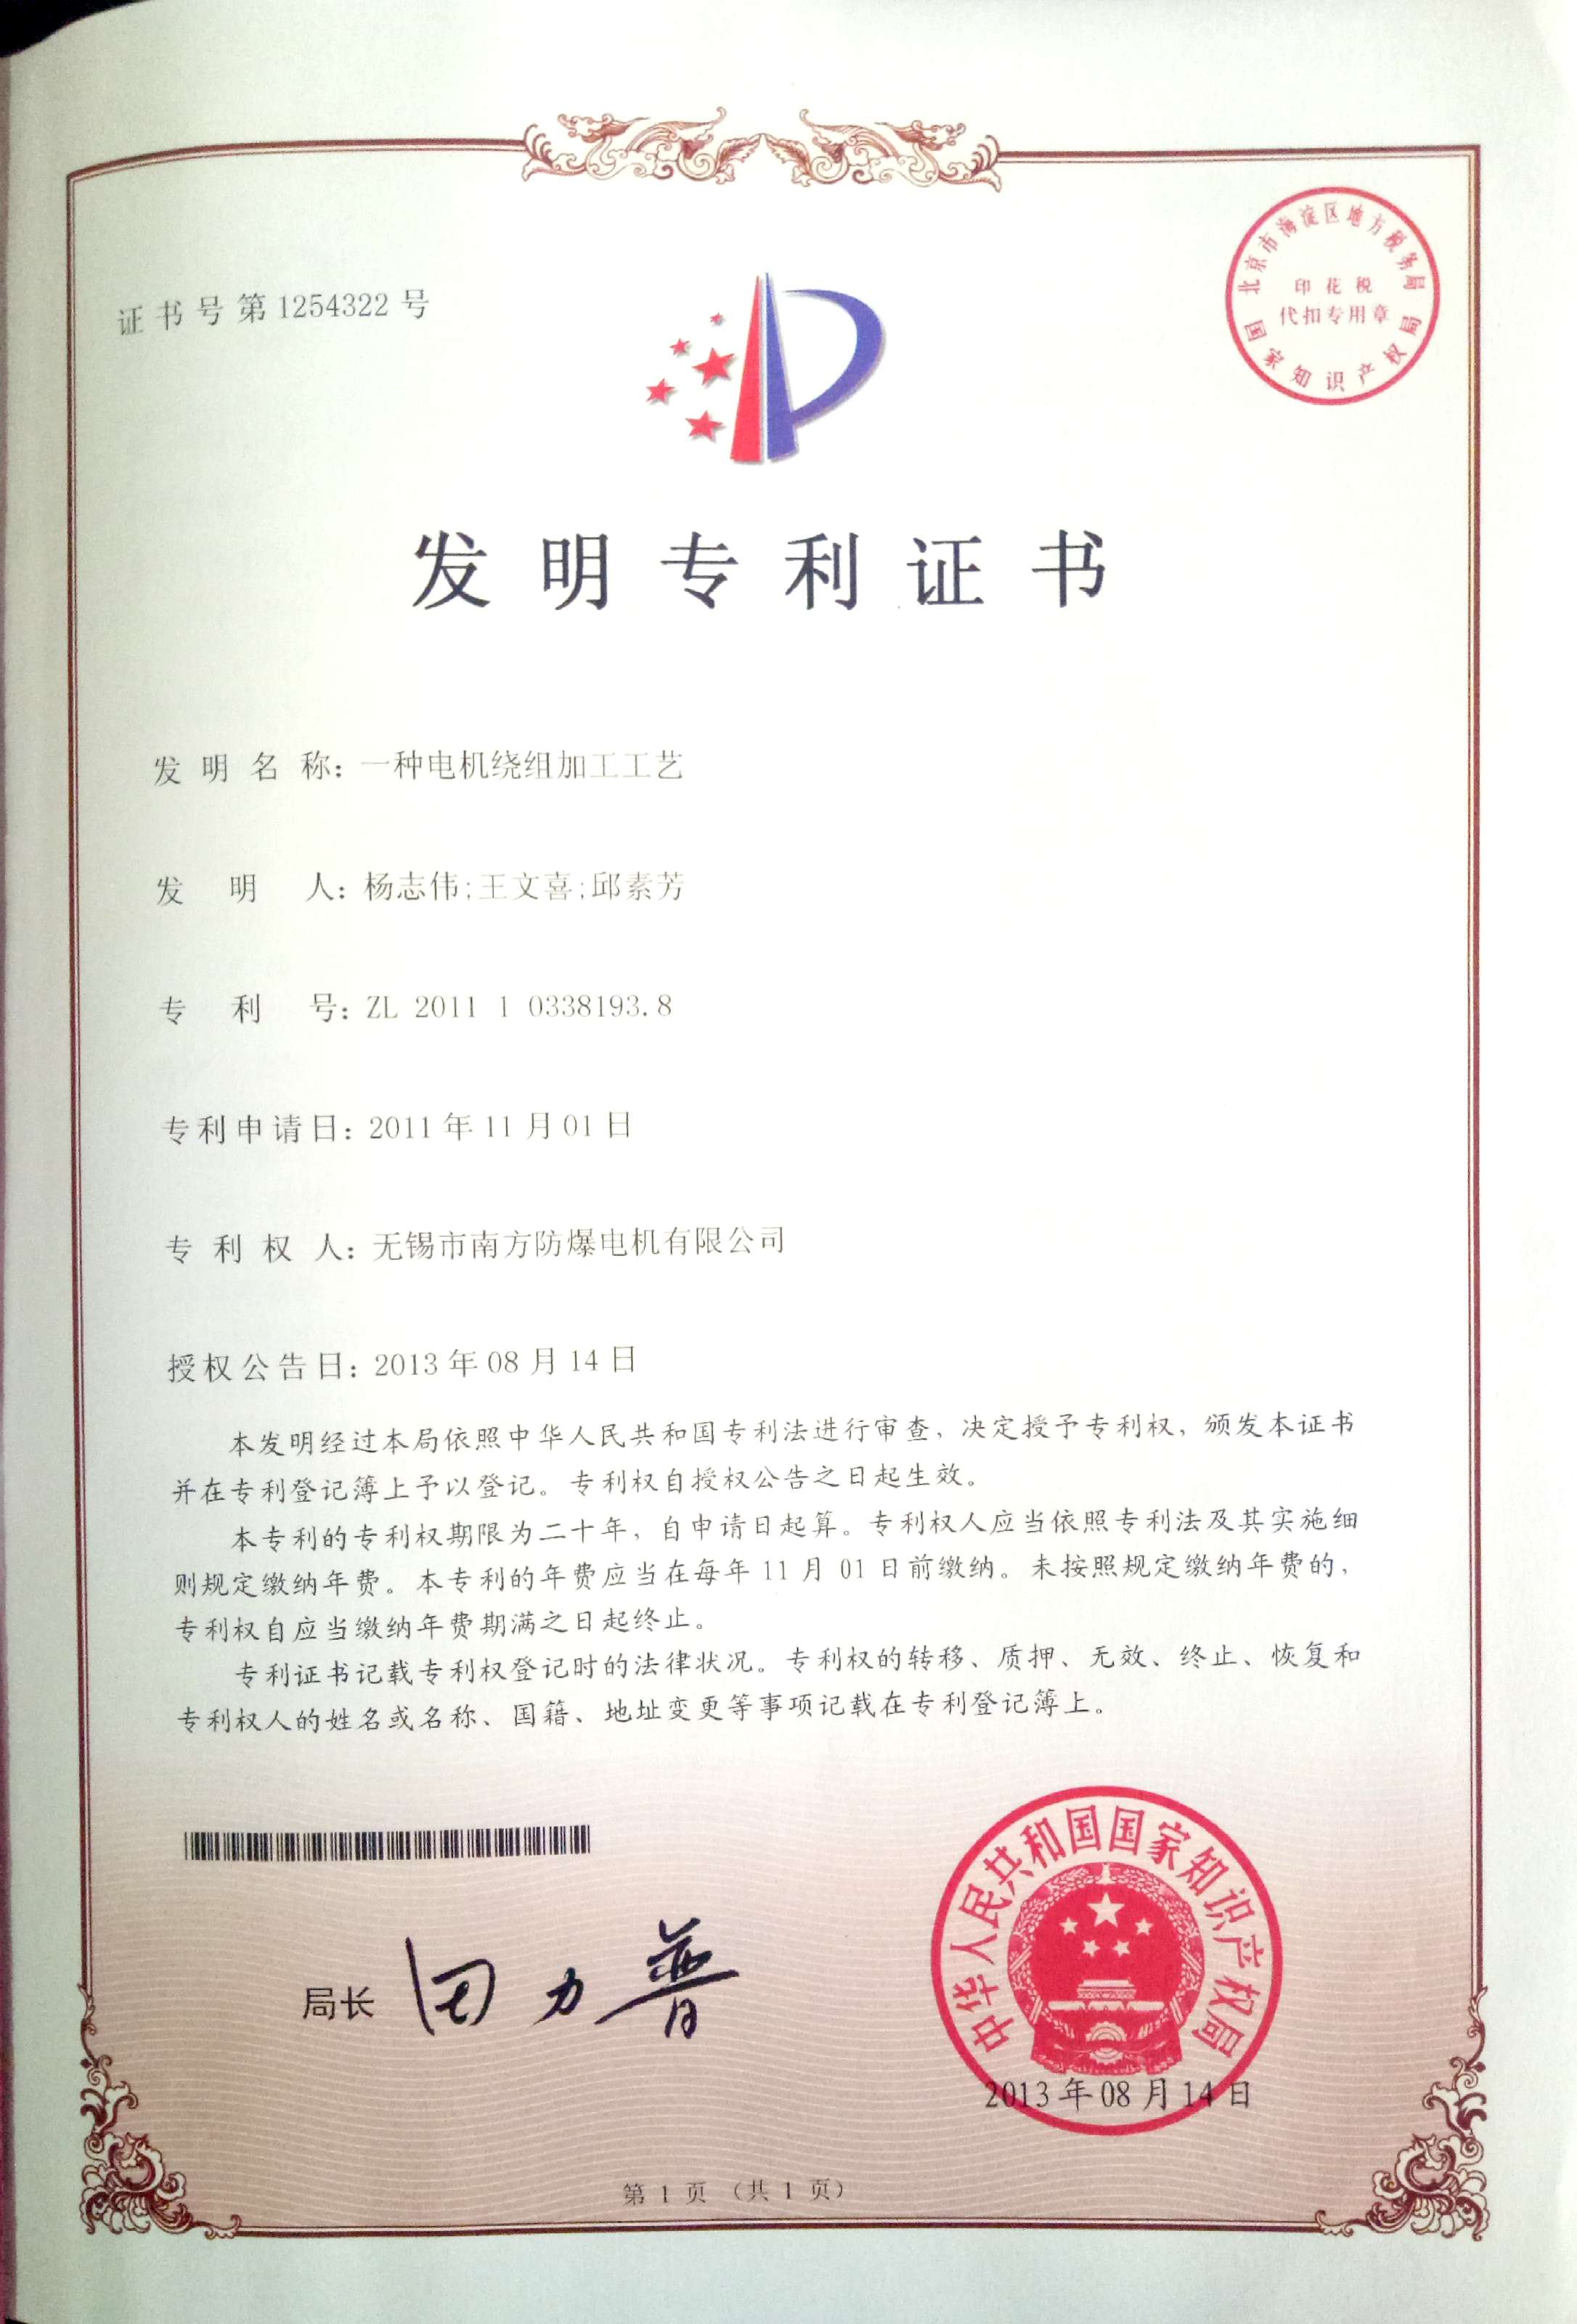 证书号第1254322号
北京市海淀区地方税务局
印花税
代扣专用章
国家知识产权局
发明专利证书
发明名称：一种电机绕组加工工艺
发明人：杨志伟;王文喜;邱素芳
专利号：ZL 2011 1 0338193.8
专利申请日：2011年11月01日
专利权人：无锡市南方防爆电机有限公司
授权公告日：2013年08月14日
本发明经过本局依照中华人民共和国专利法进行审查，决定授予专利权，颁发本证书
并在专利登记簿上予以登记。专利权自授权公告之日起生效。
本专利的专利权期限为二十年，自申请日起算。专利权人应当依照专利法及其实施细
则规定缴纳年费。本专利的年费应当在每年11月01日前缴纳。未按照规定缴纳年费的，
专利权自应当缴纳年费期满之日起终止。
专利证书记载专利权登记时的法律状况。专利权的转移、质押、无效、终止、恢复和
专利权人的姓名或名称、国籍、地址变更等事项记载在专利登记簿上。
局长 田力普
中华人民共和国国家知识产权局
2013年08月14日
第 1 页 （共 1 页）